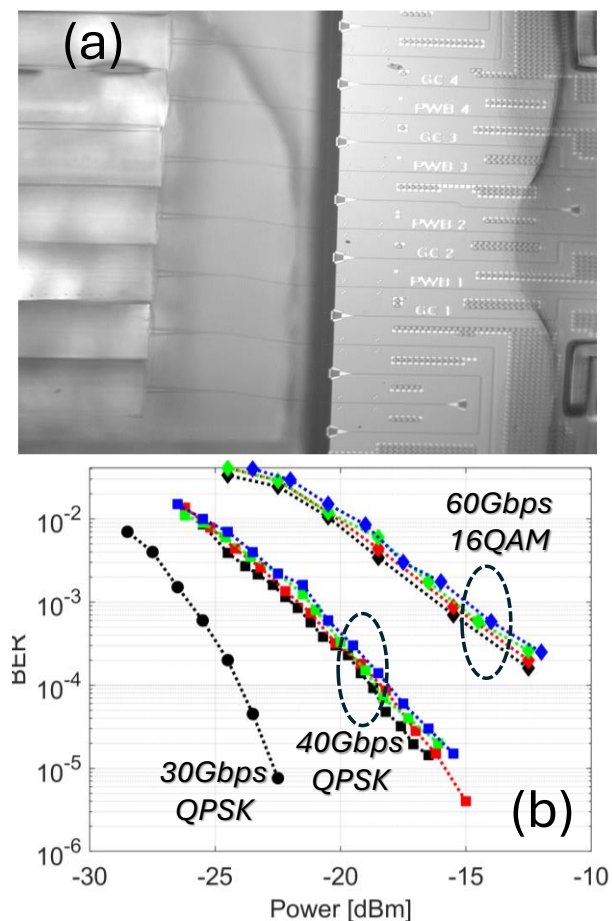 (a)
GC 4
PWB 4
GC 3
PWB 3
PWB 2
GC 2
PWB 1
GC 1
10^-2
10^-3
10^-4
10^-5
10^-6
BER
60Gbps
16QAM
40Gbps
QPSK
30Gbps
QPSK
(b)
-30
-25
-20
-15
-10
Power [dBm]